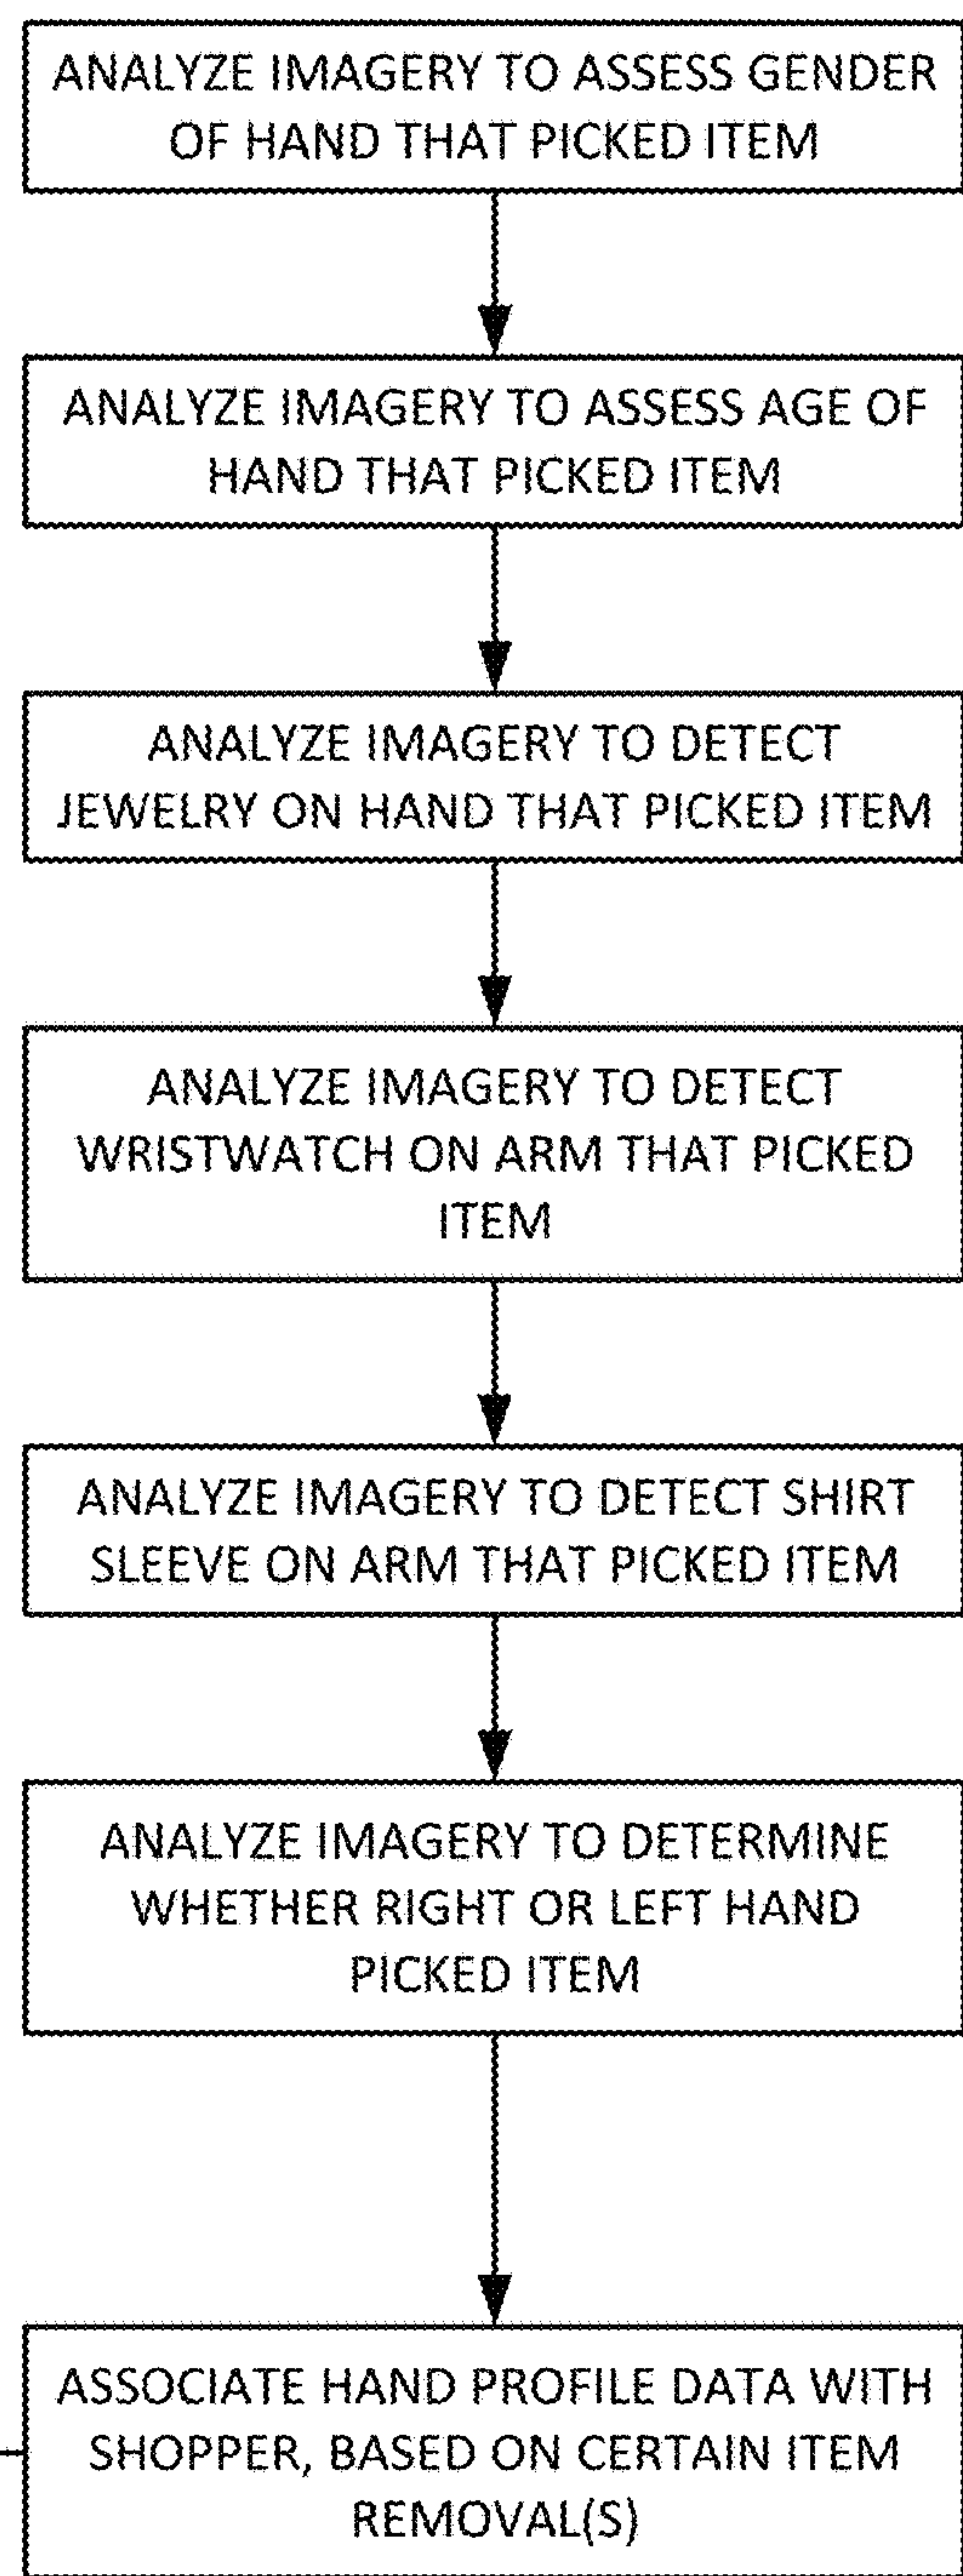 ANALYZE IMAGERY TO ASSESS GENDER
OF HAND THAT PICKED ITEM
ANALYZE IMAGERY TO ASSESS AGE OF
HAND THAT PICKED ITEM
ANALYZE IMAGERY TO DETECT
JEWELRY ON HAND THAT PICKED ITEM
ANALYZE IMAGERY TO DETECT
WRISTWATCH ON ARM THAT PICKED
ITEM
ANALYZE IMAGERY TO DETECT SHIRT
SLEEVE ON ARM THAT PICKED ITEM
ANALYZE IMAGERY TO DETERMINE
WHETHER RIGHT OR LEFT HAND
PICKED ITEM
ASSOCIATE HAND PROFILE DATA WITH
SHOPPER, BASED ON CERTAIN ITEM
REMOVAL(S)